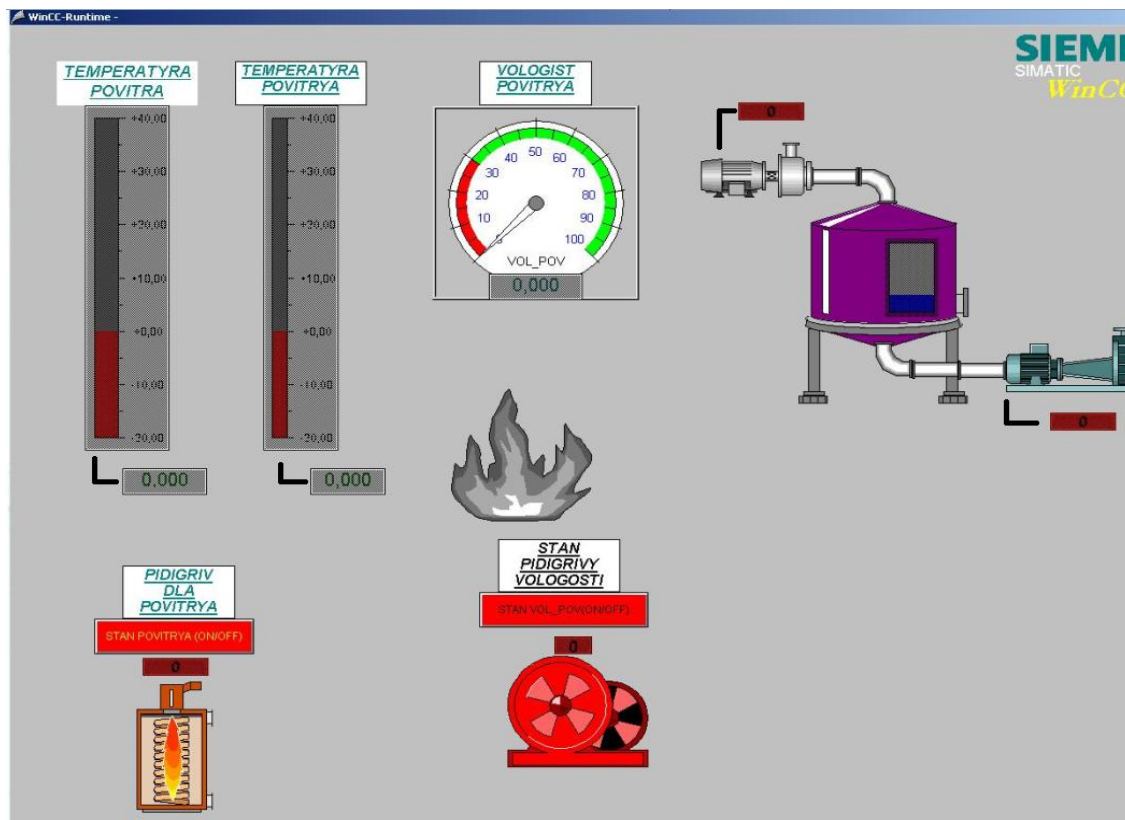 WinCC-Runtime -
SIEME
SIMATIC
WinCC
TEMPERATYRA
POVITRA
+40,00
+30,00
+20,00
+10,00
+0,00
-10,00
-20,00
0,000
TEMPERATYRA
POVITRYA
+40,00
+30,00
+20,00
+10,00
+0,00
-10,00
-20,00
0,000
VOLOGIST
POVITRYA
0
10
20
30
40
50
60
70
80
90
100
VOL_POV
0,000
0
0
PIDIGRIV
DLA
POVITRYA
STAN POVITRYA (ON/OFF)
0
STAN
PIDIGRIVY
VOLOGOSTI
STAN VOL_POV(ON/OFF)
0